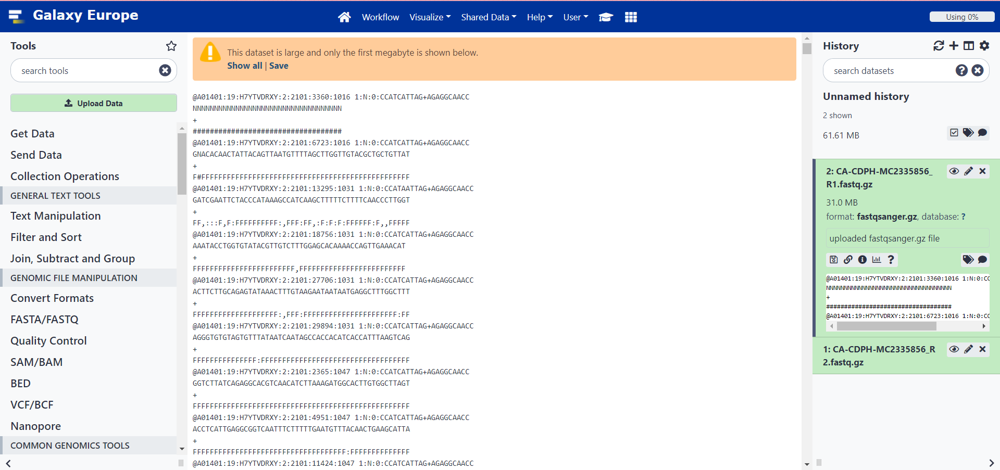 Galaxy Europe
Workflow
Visualize
Shared Data
Help
User
Using 0%
Tools
search tools
Upload Data
Get Data
Send Data
Collection Operations
GENERAL TEXT TOOLS
Text Manipulation
Filter and Sort
Join, Subtract and Group
GENOMIC FILE MANIPULATION
Convert Formats
FASTA/FASTQ
Quality Control
SAM/BAM
BED
VCF/BCF
Nanopore
COMMON GENOMICS TOOLS
This dataset is large and only the first megabyte is shown below.
Show all | Save
@A01401:19:H7YTVDRXY:2:2101:3360:1016 1:N:0:CCATCATTAG+AGAGGCAACC
NNNNNNNNNNNNNNNNNNNNNNNNNNNNNNNNNNN
+
###################################
@A01401:19:H7YTVDRXY:2:2101:6723:1016 1:N:0:CCATCATTAG+AGAGGCAACC
GNACACAACTATTACAGTTAATGTTTTAGCTTGGTTGTACGCTGCTGTTAT
+
F#FFFFFFFFFFFFFFFFFFFFFFFFFFFFFFFFFFFFFFFFFFFFFFFFF
@A01401:19:H7YTVDRXY:2:2101:13295:1031 1:N:0:CCATAATTAG+AGAGGCAACC
GATCGAATTCTACCCATAAAGCCATCAAGCTTTTTCTTTTCAACCCTTGGT
+
FF,:::F,F:FFFFFFFFFF:,FFF:FF,:F:F:F:FFFFFF:F,,FFFFF
@A01401:19:H7YTVDRXY:2:2101:18756:1031 1:N:0:CCATCATTAG+AGAGGCAACC
AAATACCTGGTGTATACGTTGTCTTTGGAGCACAAAACCAGTTGAAACAT
+
FFFFFFFFFFFFFFFFFFFFFFFF,FFFFFFFFFFFFFFFFFFFFFFFFF
@A01401:19:H7YTVDRXY:2:2101:27706:1031 1:N:0:CCATCATTAG+AGAGGCAACC
ACTTCTTGCAGAGTATAAACTTTGTAAGAATAATAATGAGGCTTTGGCTTT
+
FFFFFFFFFFFFFFFFFFFF:,FFF:FFFFFFFFFFFFFFFFFFFFFF:FF
@A01401:19:H7YTVDRXY:2:2101:29894:1031 1:N:0:CCATCATTAG+AGAGGCAACC
AGGGTGTGTAGTGTTTATAATCAATAGCCACCACATCACCATTTAAGTCAG
+
FFFFFFFFFFFFFFF:FFFFFFFFFFFFFFFFFFFFFFFFFFFFFFFFFFF
@A01401:19:H7YTVDRXY:2:2101:2365:1047 1:N:0:CCATCATTAG+AGAGGCAACC
GGTCTTATCAGAGGCACGTCAACATCTTAAAGATGGCACTTGTGGCTTAGT
+
FFFFFFFFFFFFFFFFFFFFFFFFFFFFFFFFFFFFFFFFFFFFFFFFFFF
@A01401:19:H7YTVDRXY:2:2101:4951:1047 1:N:0:CCATCATTAG+AGAGGCAACC
ACCTCATTGAGGCGGTCAATTTCTTTTTGAATGTTTACAACTGAAGCATTA
+
FFFFFFFFFFFFFFFFFFFFFFFFFFFFFFFFFFFF:FFFFFFFFFFFFFF
@A01401:19:H7YTVDRXY:2:2101:11424:1047 1:N:0:CCATCATTAG+AGAGGCAACC
History
search datasets
Unnamed history
2 shown
61.61 MB
2: CA-CDPH-MC2335856_
R1.fastq.gz
31.0 MB
format: fastqsanger.gz, database: ?
uploaded fastqsanger.gz file
@A01401:19:H7YTVDRXY:2:2101:3360:1016 1:N:0:CC
NNNNNNNNNNNNNNNNNNNNNNNNNNNNNNNNNNN
+
###################################
@A01401:19:H7YTVDRXY:2:2101:6723:1016 1:N:0:CC
1: CA-CDPH-MC2335856_R
2.fastq.gz